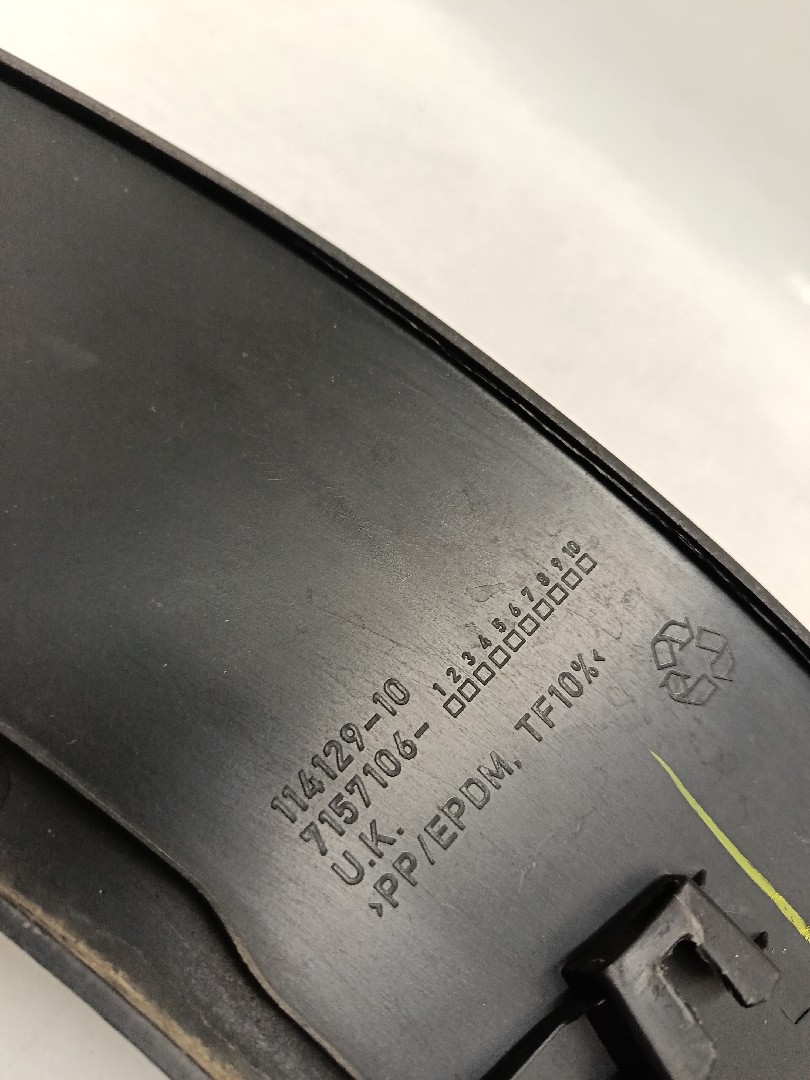 1 2 3 4 5 6 7 8 9 10
114129-10
7157106-
U.K.
>PP/EPDM, TF10%<